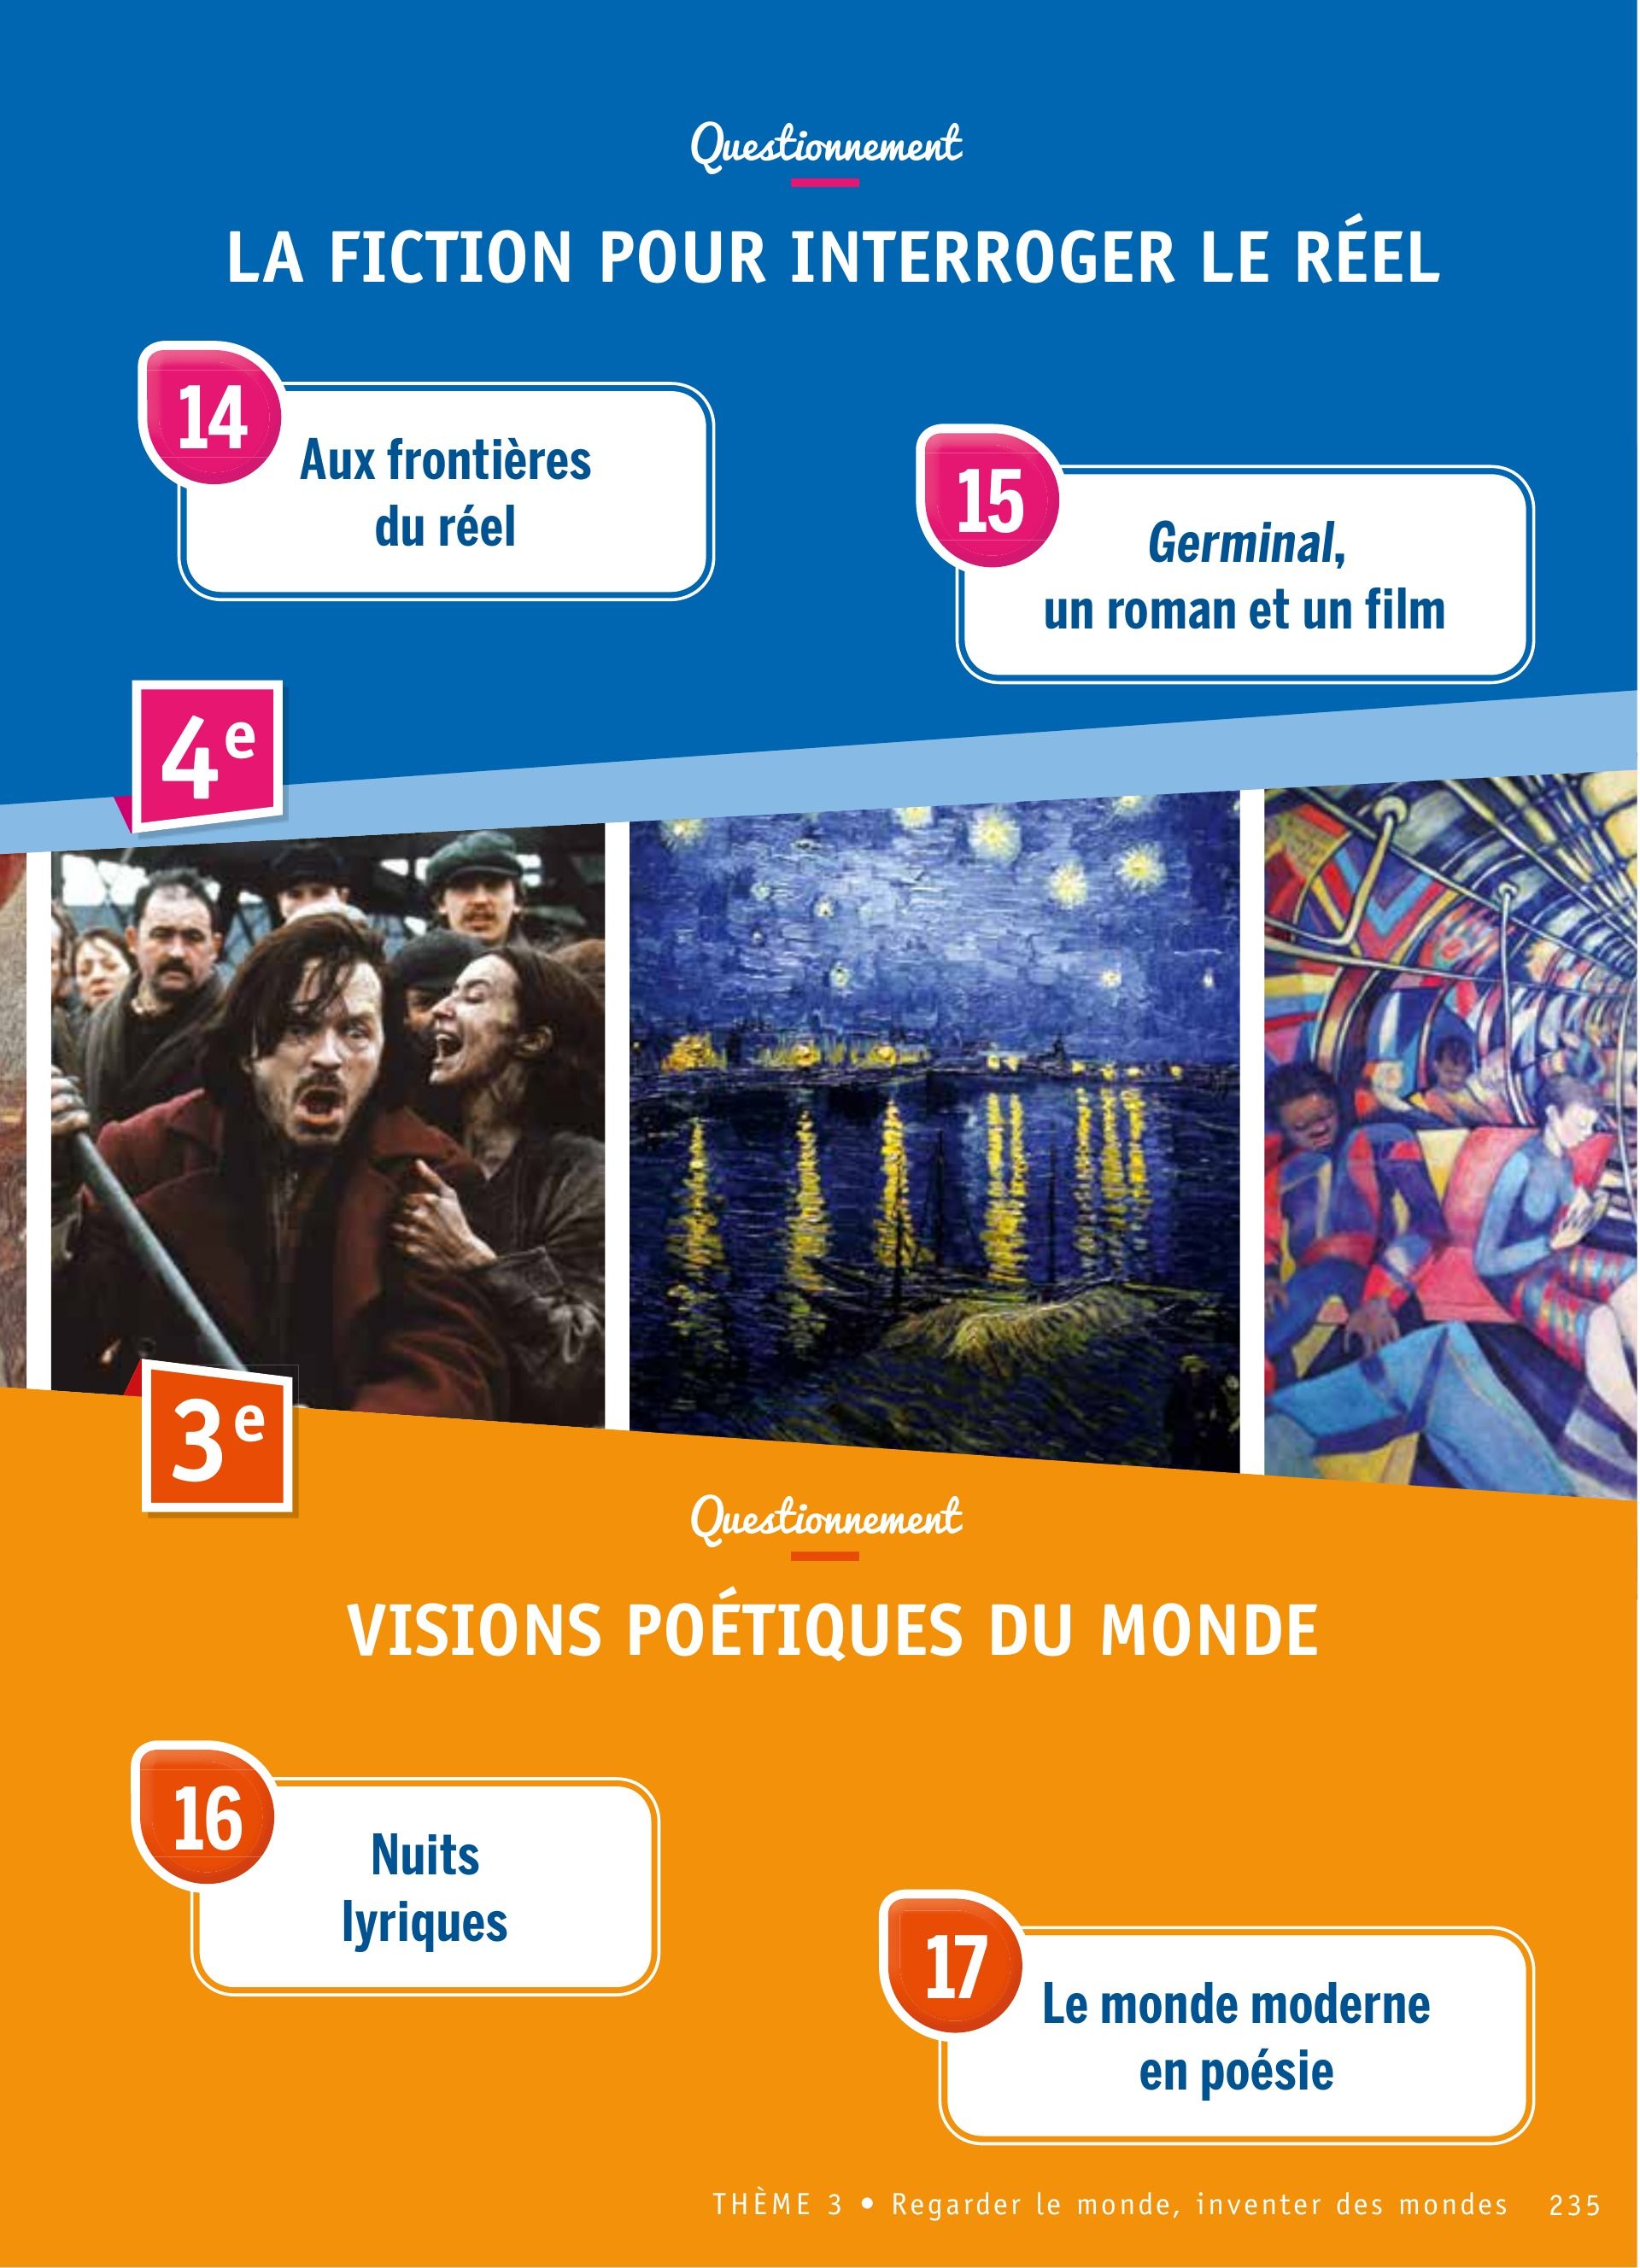 Questionnement
LA FICTION POUR INTERROGER LE RÉEL
14
Aux frontières
du réel
15
Germinal,
un roman et un film
4e
3e
Questionnement
VISIONS POÉTIQUES DU MONDE
16
Nuits
lyriques
17
Le monde moderne
en poésie
THÈME 3 • Regarder le monde, inventer des mondes 235